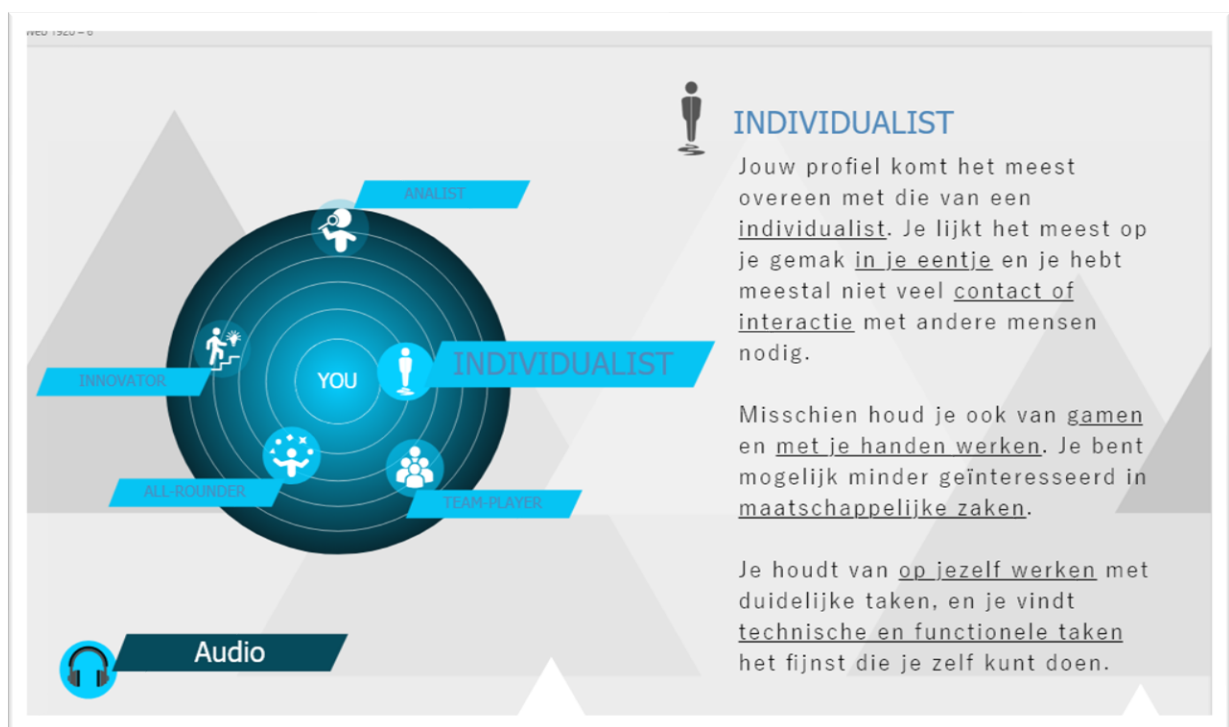 Web 1920 – 6
INDIVIDUALIST
Jouw profiel komt het meest
overeen met die van een
individualist. Je lijkt het meest op
je gemak in je eentje en je hebt
meestal niet veel contact of
interactie met andere mensen
nodig.
Misschien houd je ook van gamen
en met je handen werken. Je bent
mogelijk minder geïnteresseerd in
maatschappelijke zaken.
Je houdt van op jezelf werken met
duidelijke taken, en je vindt
technische en functionele taken
het fijnst die je zelf kunt doen.
ANALIST
INDIVIDUALIST
YOU
INNOVATOR
ALL-ROUNDER
TEAM-PLAYER
Audio